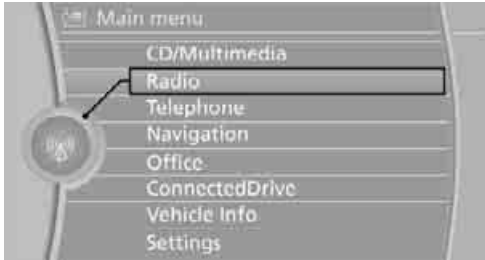 Main menu
CD/Multimedia
Radio
Telephone
Navigation
Office
ConnectedDrive
Vehicle Info
Settings